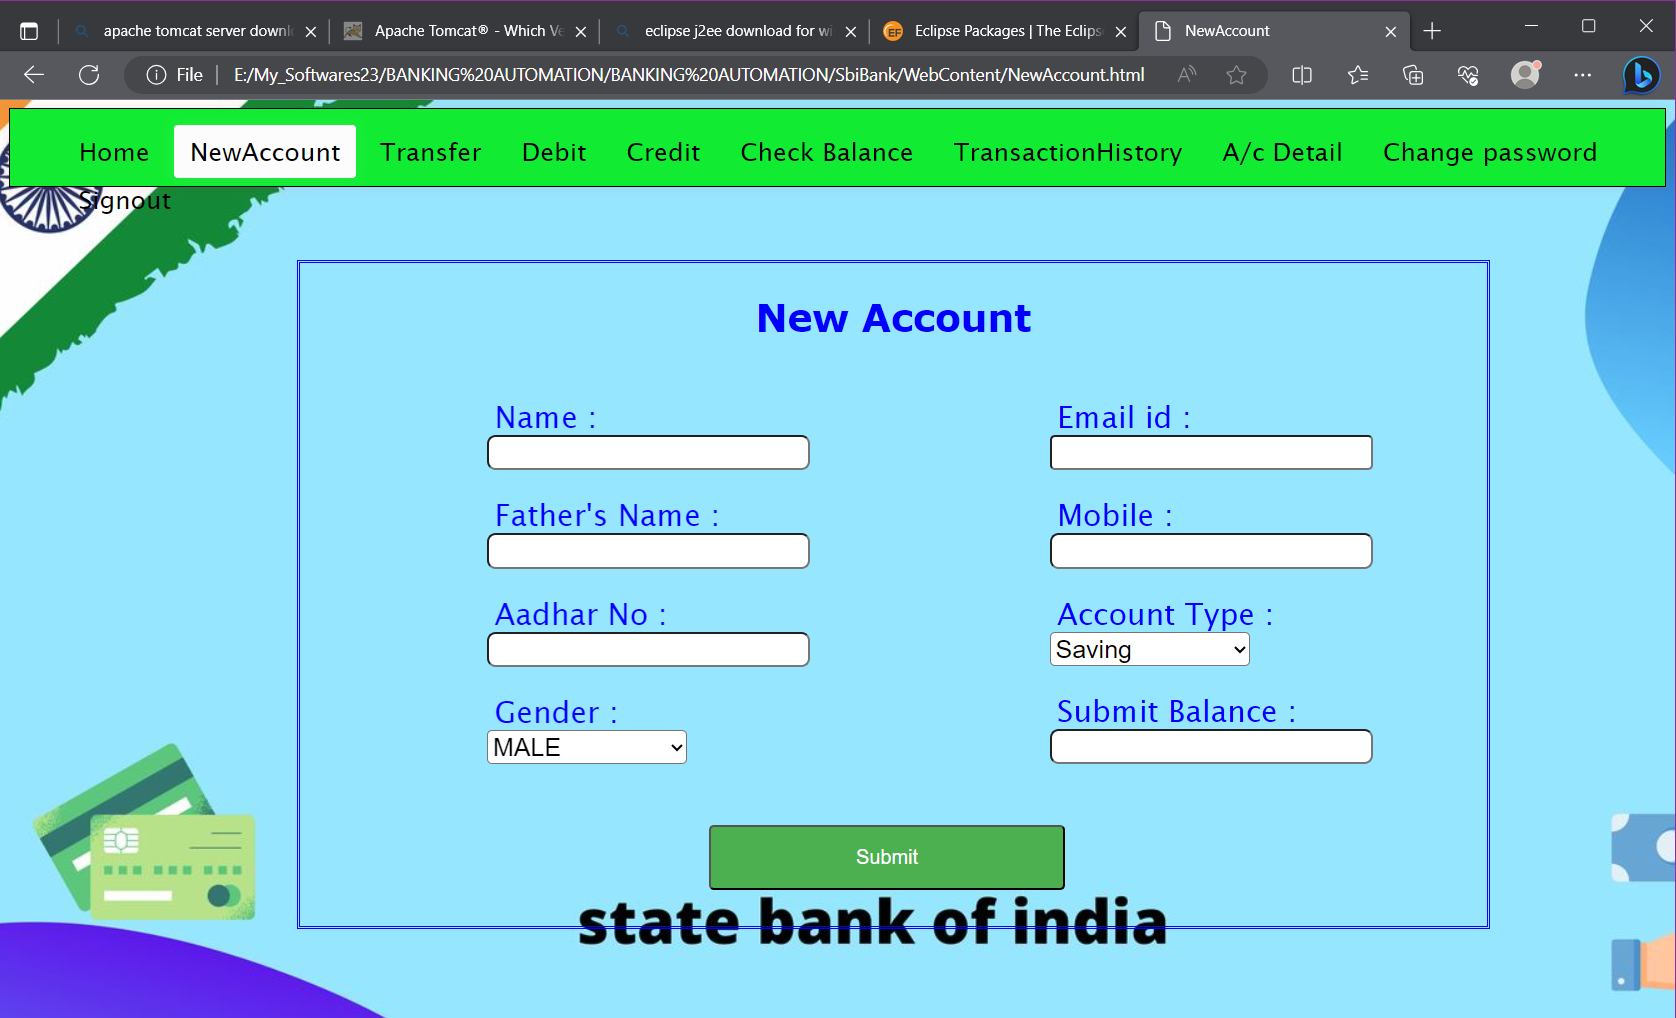 apache tomcat server downl
Apache Tomcat® - Which Ve
eclipse j2ee download for wi
EF
Eclipse Packages | The Eclips
NewAccount
File
E:/My_Softwares23/BANKING%20AUTOMATION/BANKING%20AUTOMATION/SbiBank/WebContent/NewAccount.html
Home NewAccount Transfer Debit Credit Check Balance TransactionHistory A/c Detail Change password
Signout
New Account
Name :
Email id :
Father's Name :
Mobile :
Aadhar No :
Account Type :
Saving
Gender :
Submit Balance :
MALE
Submit
state bank of india